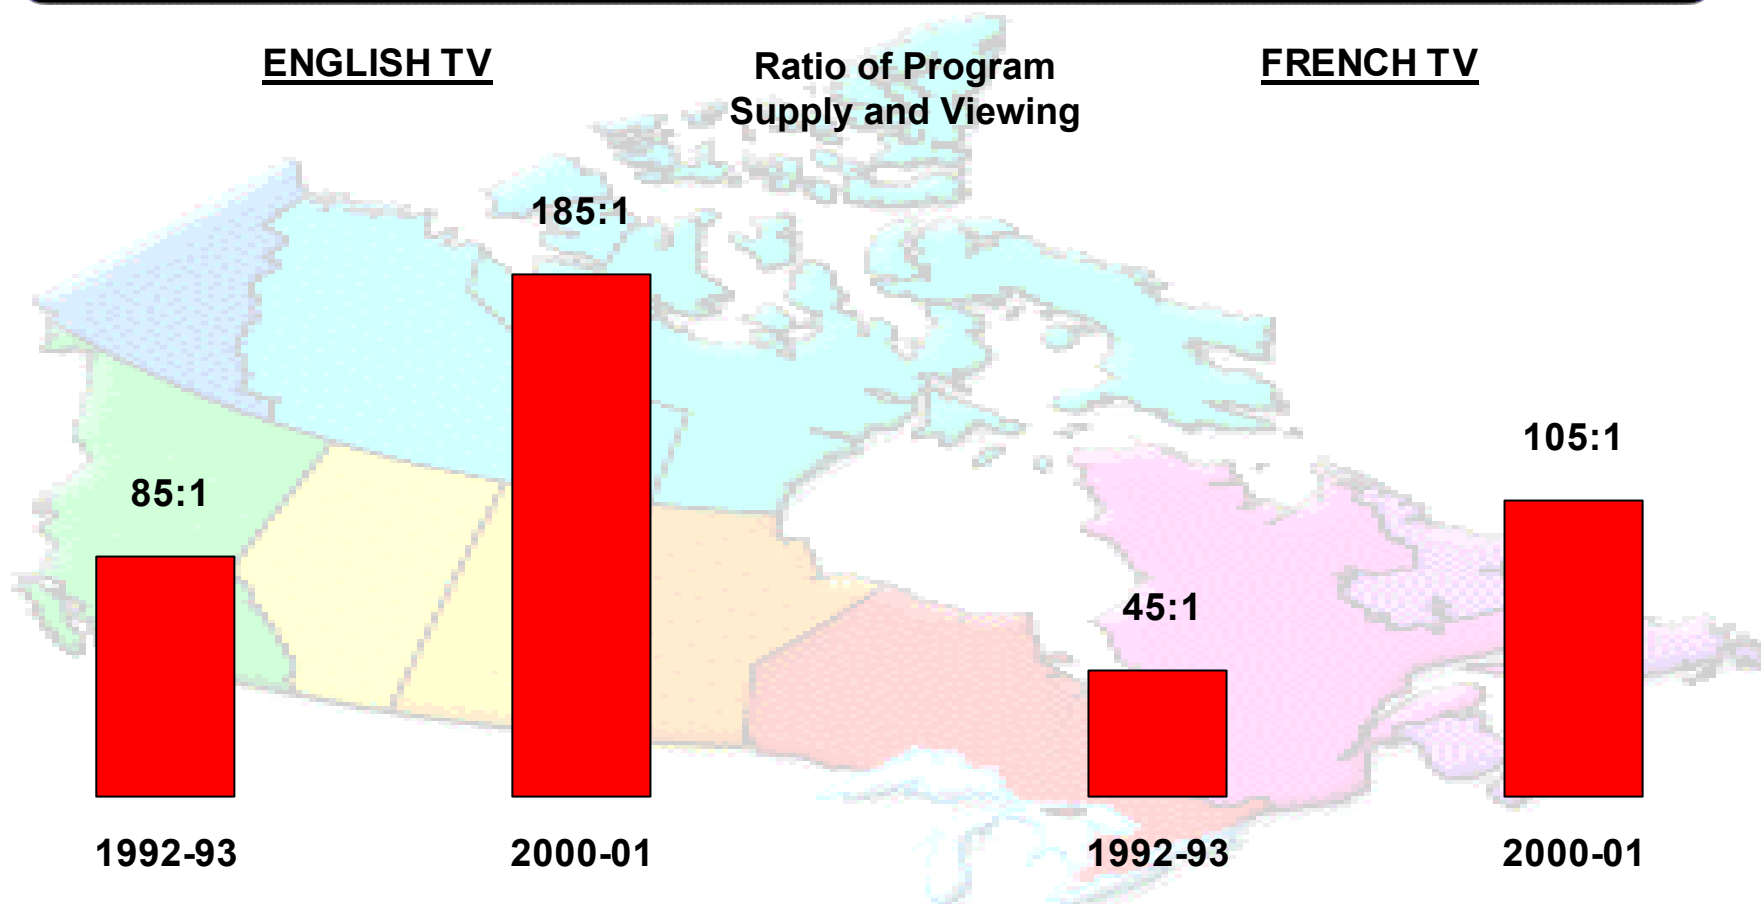 ENGLISH TV
Ratio of Program
Supply and Viewing
FRENCH TV
185:1
105:1
85:1
45:1
1992-93
2000-01
1992-93
2000-01